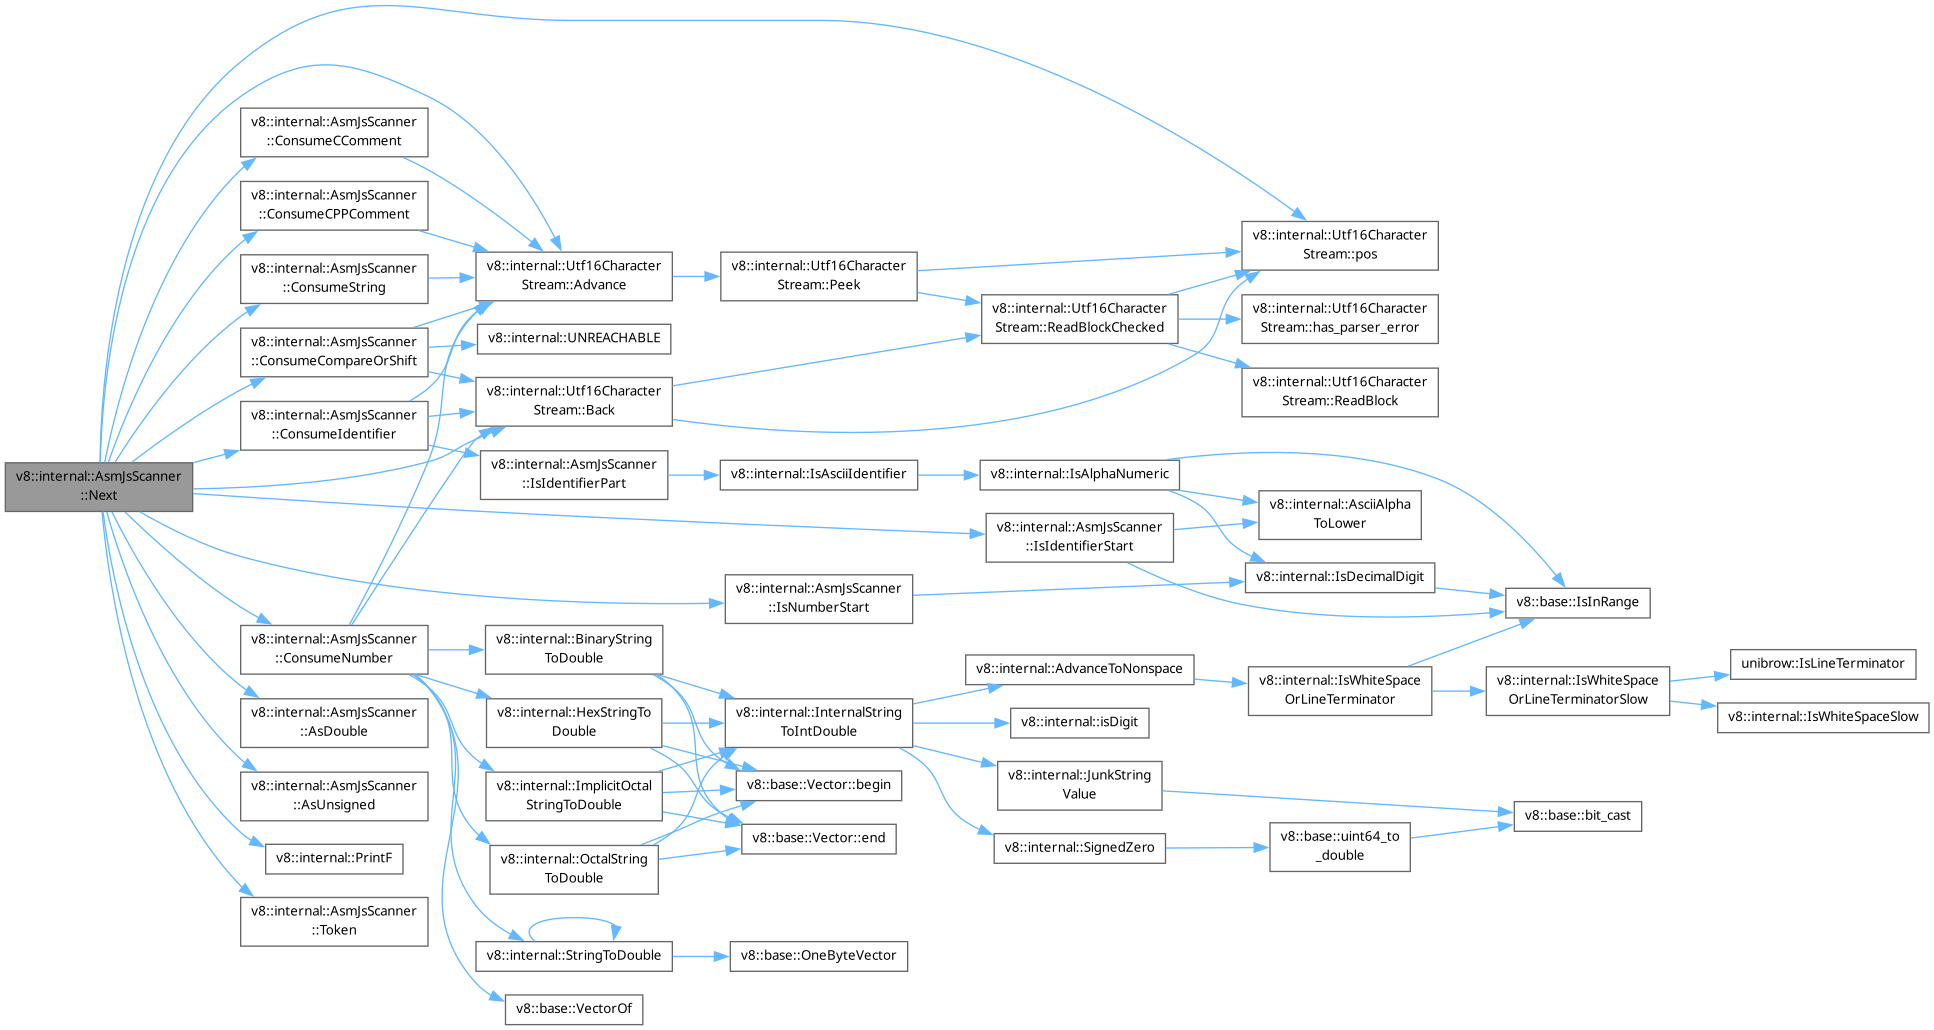 v8::internal::AsmJsScanner
::Next
v8::internal::AsmJsScanner
::ConsumeCComment
v8::internal::AsmJsScanner
::ConsumeCPPComment
v8::internal::AsmJsScanner
::ConsumeString
v8::internal::AsmJsScanner
::ConsumeCompareOrShift
v8::internal::AsmJsScanner
::ConsumeIdentifier
v8::internal::AsmJsScanner
::ConsumeNumber
v8::internal::AsmJsScanner
::AsDouble
v8::internal::AsmJsScanner
::AsUnsigned
v8::internal::PrintF
v8::internal::AsmJsScanner
::Token
v8::internal::Utf16Character
Stream::Advance
v8::internal::UNREACHABLE
v8::internal::Utf16Character
Stream::Back
v8::internal::AsmJsScanner
::IsIdentifierPart
v8::internal::BinaryString
ToDouble
v8::internal::HexStringTo
Double
v8::internal::ImplicitOctal
StringToDouble
v8::internal::OctalString
ToDouble
v8::internal::StringToDouble
v8::base::VectorOf
v8::internal::Utf16Character
Stream::Peek
v8::internal::IsAsciiIdentifier
v8::internal::AsmJsScanner
::IsNumberStart
v8::internal::InternalString
ToIntDouble
v8::base::Vector::begin
v8::base::Vector::end
v8::base::OneByteVector
v8::internal::Utf16Character
Stream::ReadBlockChecked
v8::internal::IsAlphaNumeric
v8::internal::AsmJsScanner
::IsIdentifierStart
v8::internal::AdvanceToNonspace
v8::internal::isDigit
v8::internal::JunkString
Value
v8::internal::SignedZero
v8::internal::Utf16Character
Stream::pos
v8::internal::Utf16Character
Stream::has_parser_error
v8::internal::Utf16Character
Stream::ReadBlock
v8::internal::AsciiAlpha
ToLower
v8::internal::IsDecimalDigit
v8::internal::IsWhiteSpace
OrLineTerminator
v8::base::uint64_to
_double
v8::base::IsInRange
v8::internal::IsWhiteSpace
OrLineTerminatorSlow
v8::base::bit_cast
unibrow::IsLineTerminator
v8::internal::IsWhiteSpaceSlow